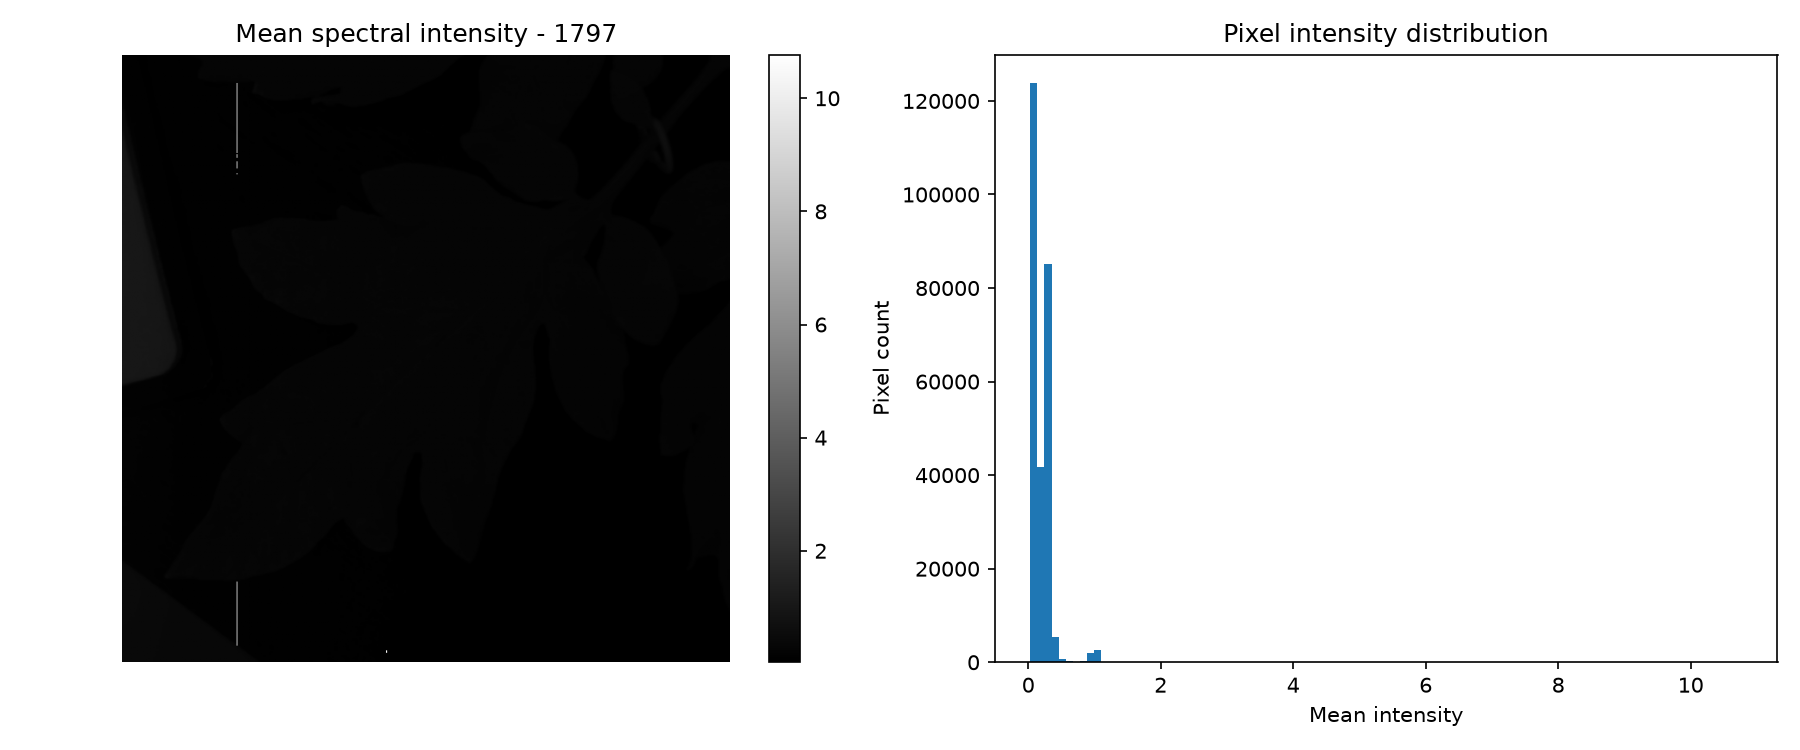 Mean spectral intensity - 1797
10
8
6
4
2
Pixel intensity distribution
Pixel count
120000
100000
80000
60000
40000
20000
0
0 2 4 6 8 10
Mean intensity